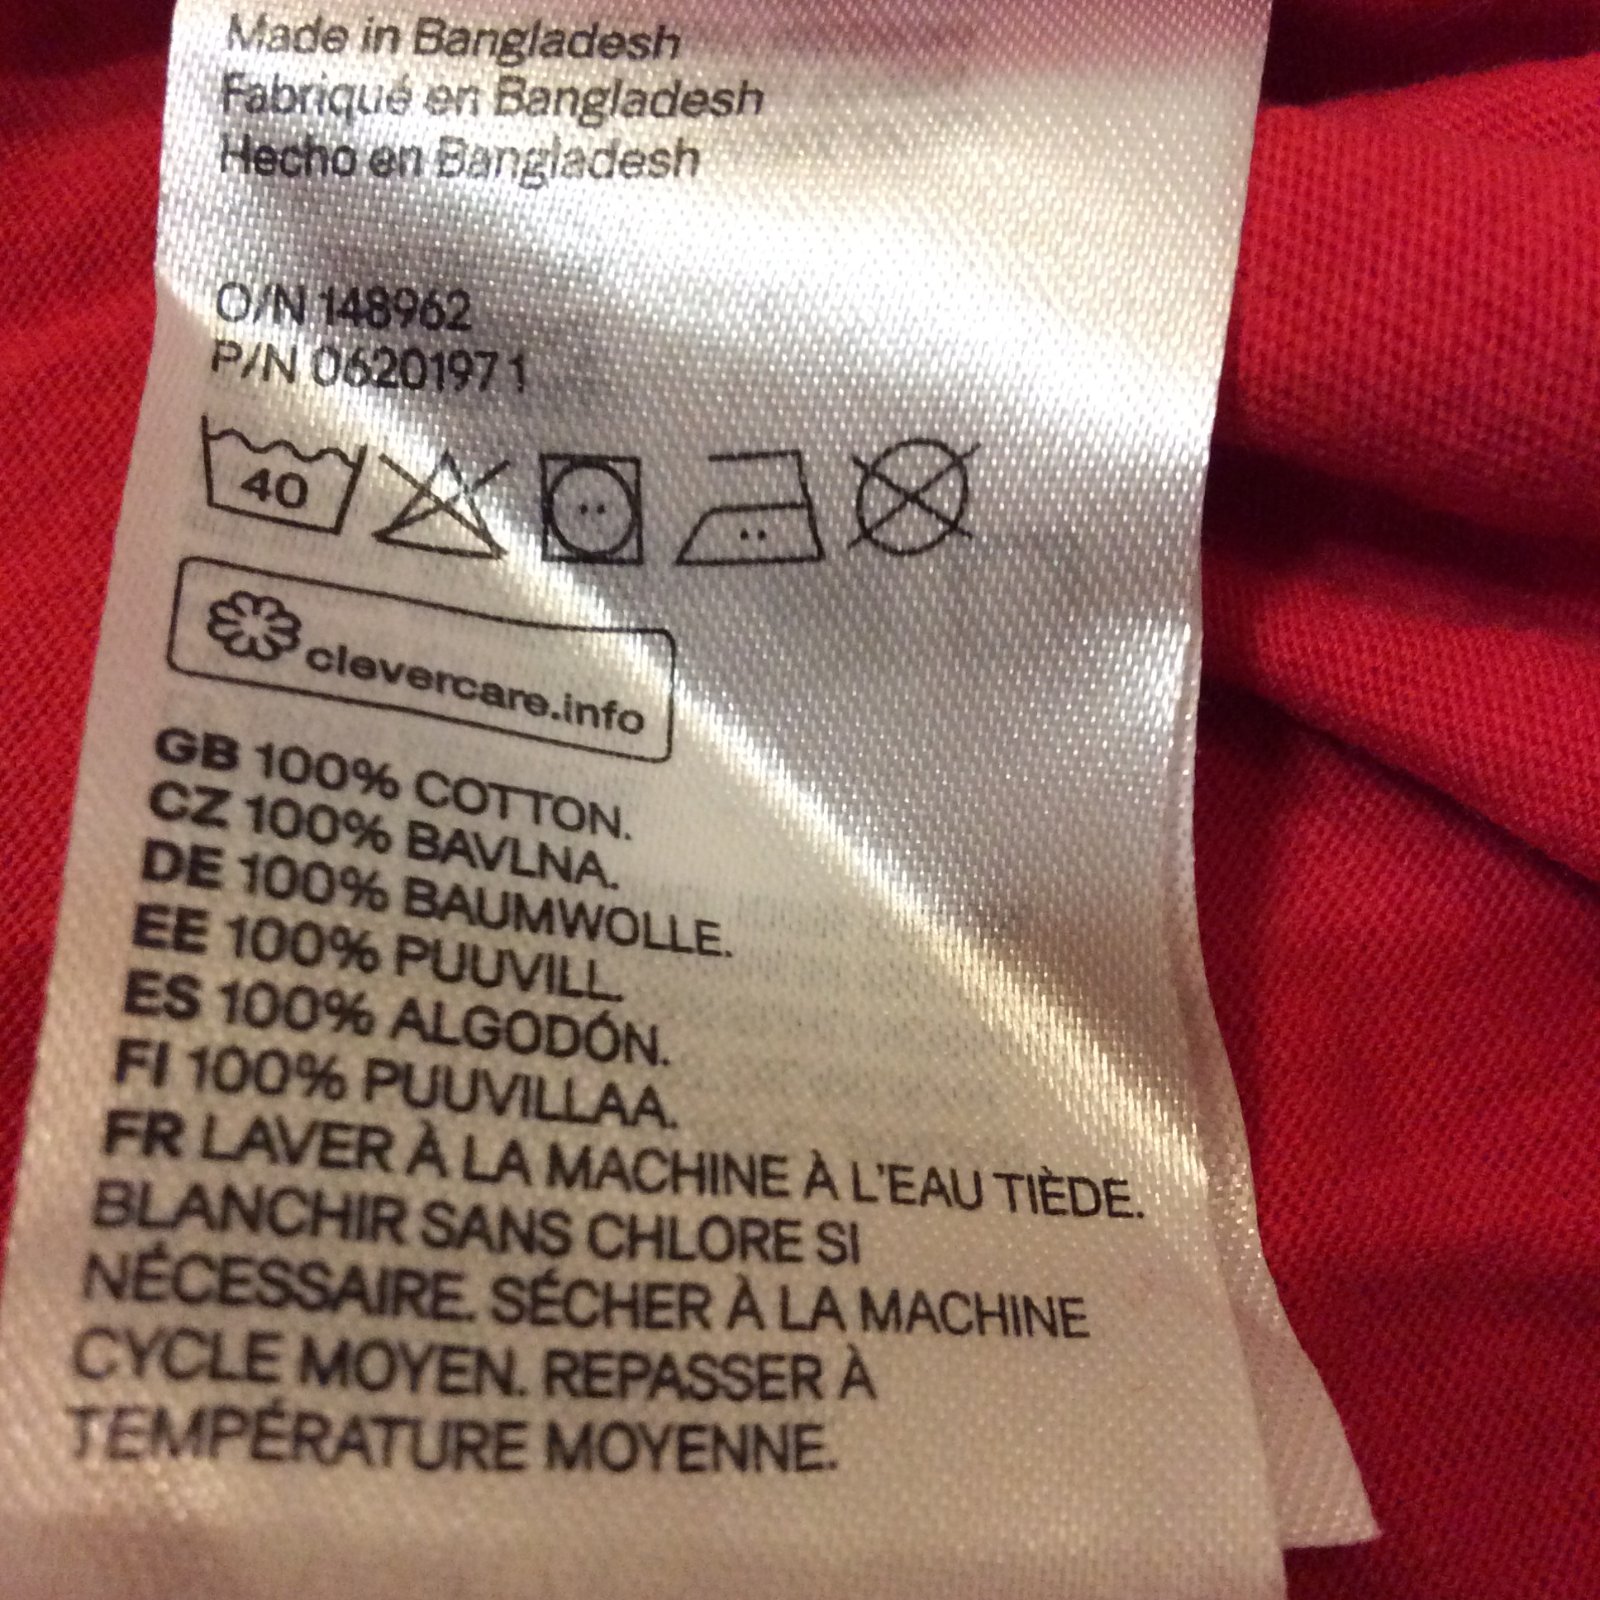 Made in Bangladesh
Fabriqué en Bangladesh
Hecho en Bangladesh
O/N 148962
P/N 06201971
40
clevercare.info
GB 100% COTTON.
CZ 100% BAVLNA.
DE 100% BAUMWOLLE.
EE 100% PUUVILL.
ES 100% ALGODÓN.
FI 100% PUUVILLAA.
FR LAVER À LA MACHINE À L'EAU TIÈDE.
BLANCHIR SANS CHLORE SI
NÉCESSAIRE. SÉCHER À LA MACHINE
CYCLE MOYEN. REPASSER À
TEMPÉRATURE MOYENNE.